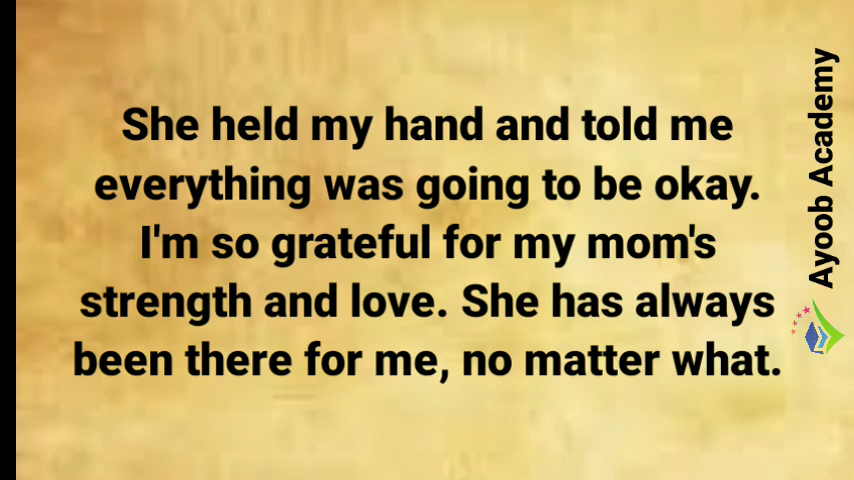 She held my hand and told me
everything was going to be okay.
I'm so grateful for my mom's
strength and love. She has always
been there for me, no matter what.
Ayoob Academy